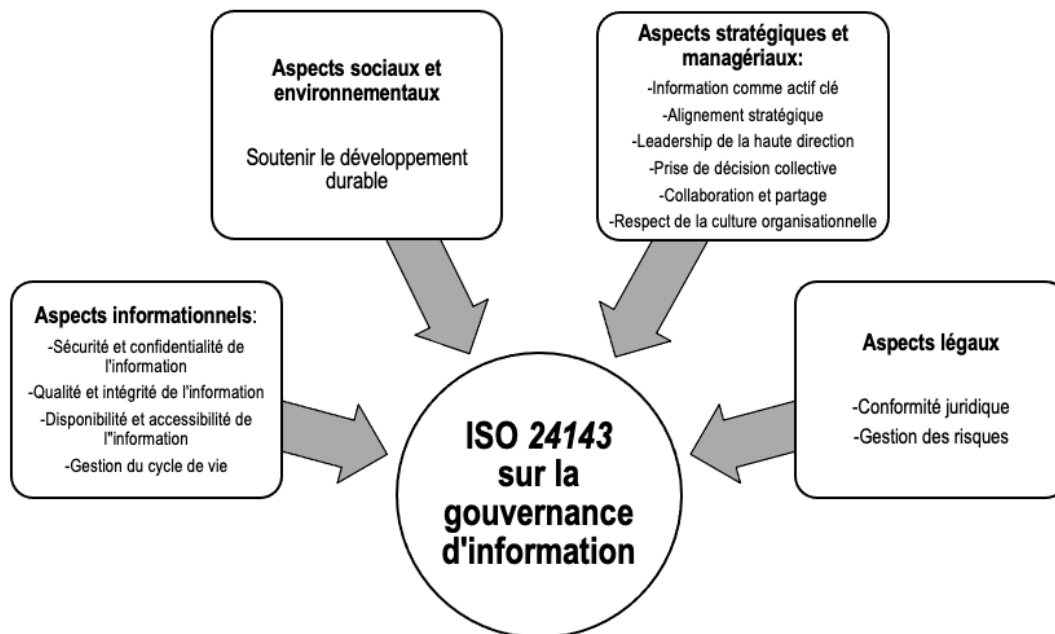 Aspects sociaux et
environnementaux
Soutenir le développement
durable
Aspects stratégiques et
managériaux:
-Information comme actif clé
-Alignement stratégique
-Leadership de la haute direction
-Prise de décision collective
-Collaboration et partage
-Respect de la culture organisationnelle
Aspects informationnels:
-Sécurité et confidentialité de
l'information
-Qualité et intégrité de l'information
-Disponibilité et accessibilité de
l"information
-Gestion du cycle de vie
Aspects légaux
-Conformité juridique
-Gestion des risques
ISO 24143
sur la
gouvernance
d'information